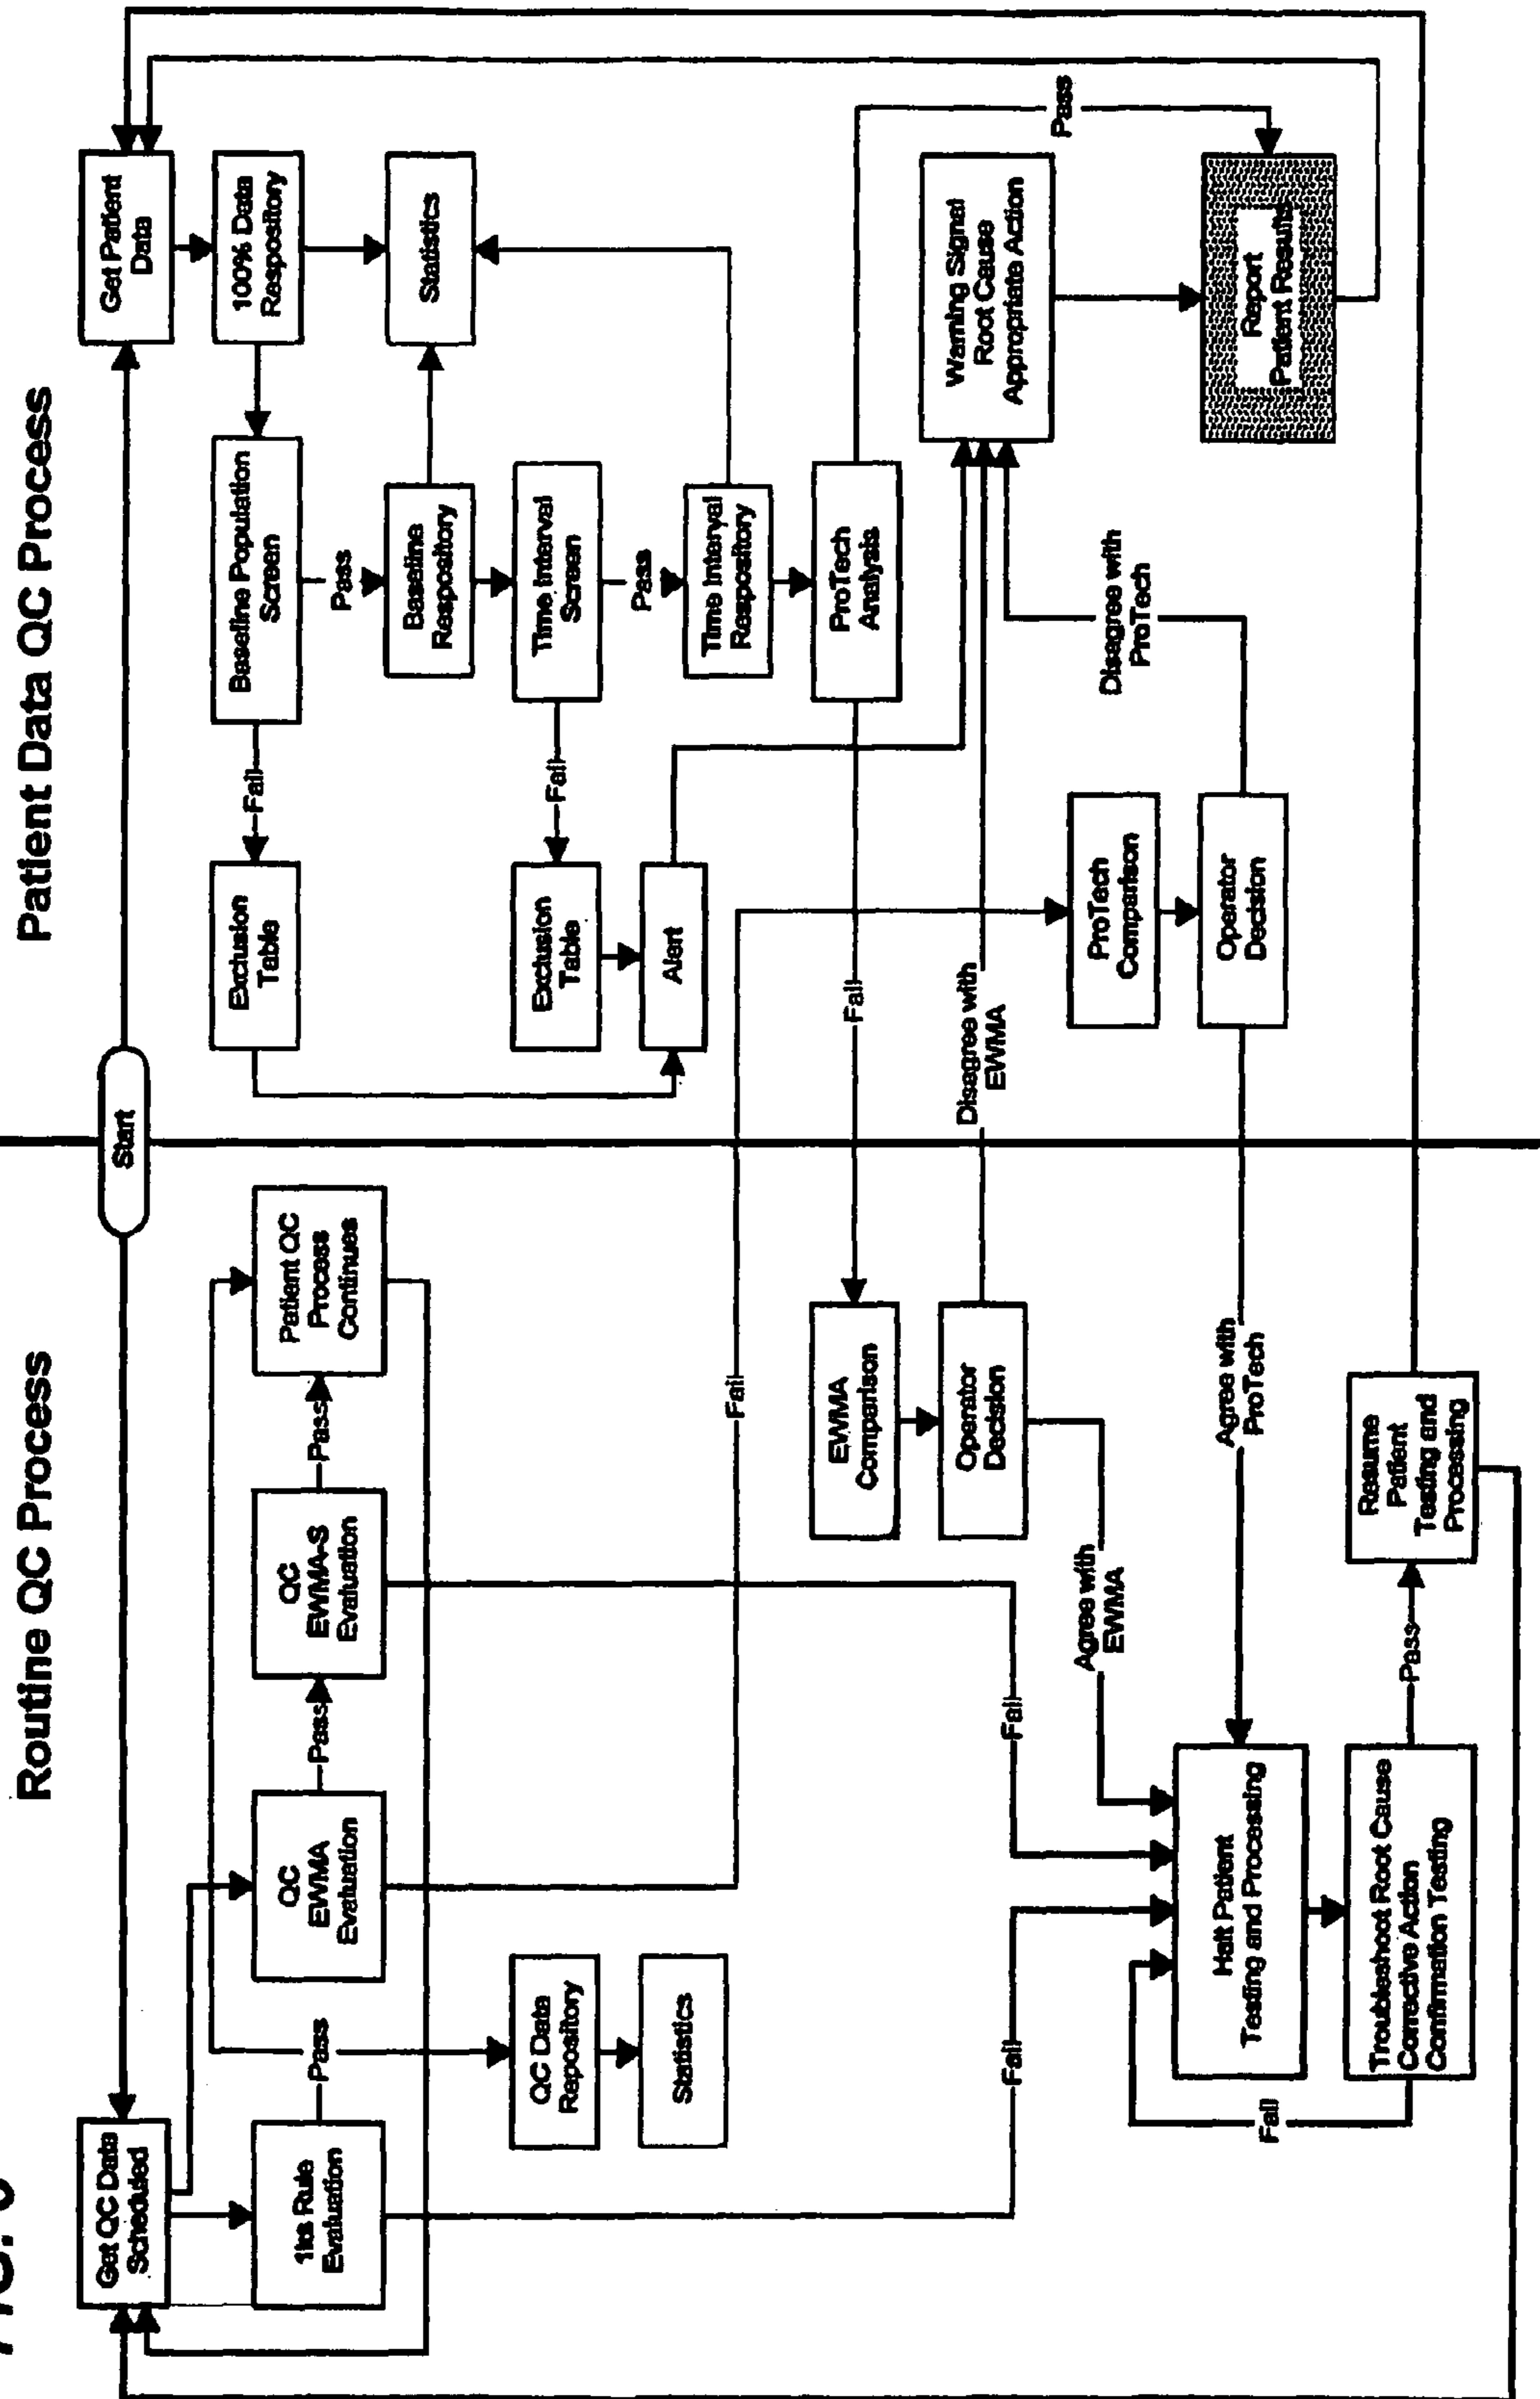 Routine QC Process
Patient Data QC Process
Start
Get QC Data
Scheduled
Get Patient
Data
1ks Rule
Evaluation
Pass
QC
EWMA
Evaluation
Pass
QC
EWMA-S
Evaluation
Pass
Patient QC
Process
Continues
Exclusion
Table
Fail
Baseline Population
Screen
100% Data
Respository
Pass
Baseline
Respository
Statistics
QC Data
Repository
Statistics
Exclusion
Table
Fail
Time Interval
Screen
Alert
Pass
Time Interval
Respository
Fail
EWMA
Comparison
Fail
ProTech
Analysis
Operator
Decision
Disagree with
EWMA
Warning Signal
Root Cause
Appropriate Action
Fail
Fail
Agree with
EWMA
ProTech
Comparison
Disagree with
ProTech
Pass
Halt Patient
Testing and Processing
Agree with
ProTech
Operator
Decision
Report
Patient Results
Fail
Troubleshoot Root Cause
Corrective Action
Confirmation Testing
Pass
Resume
Patient
Testing and
Processing